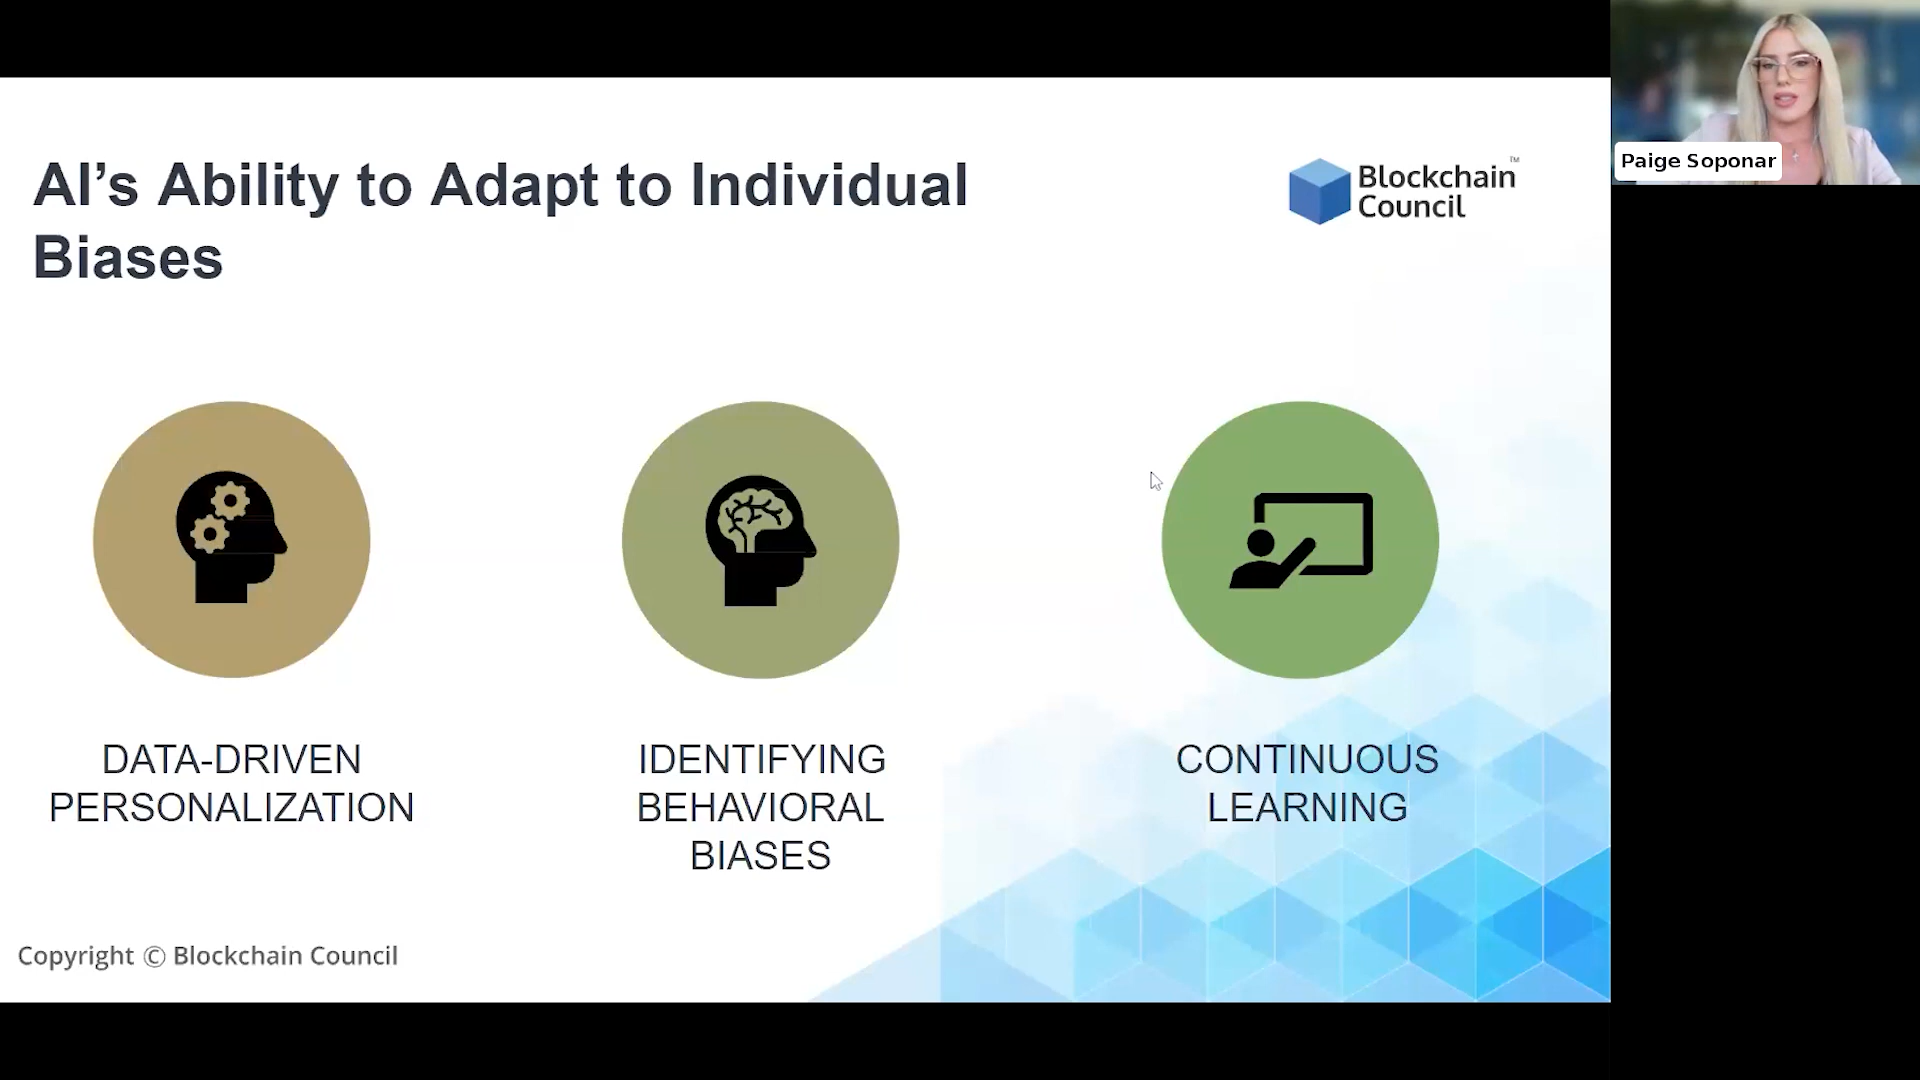 AI’s Ability to Adapt to Individual
Biases
Blockchain
Council
™
Paige Soponar
DATA-DRIVEN
PERSONALIZATION
IDENTIFYING
BEHAVIORAL
BIASES
CONTINUOUS
LEARNING
Copyright © Blockchain Council